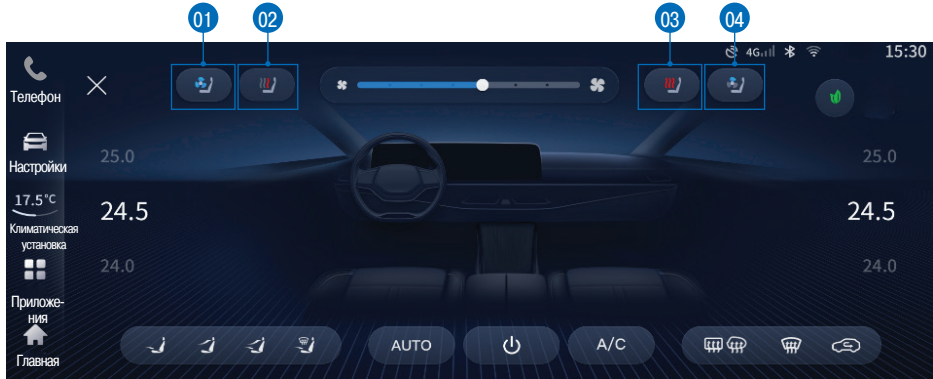 01 02 03 04
4G 15:30
Телефон
Настройки
25.0 25.0
17.5°C
24.5 24.5
Климатическая
установка
24.0 24.0
Приложе-
ния
AUTO A/C
Главная